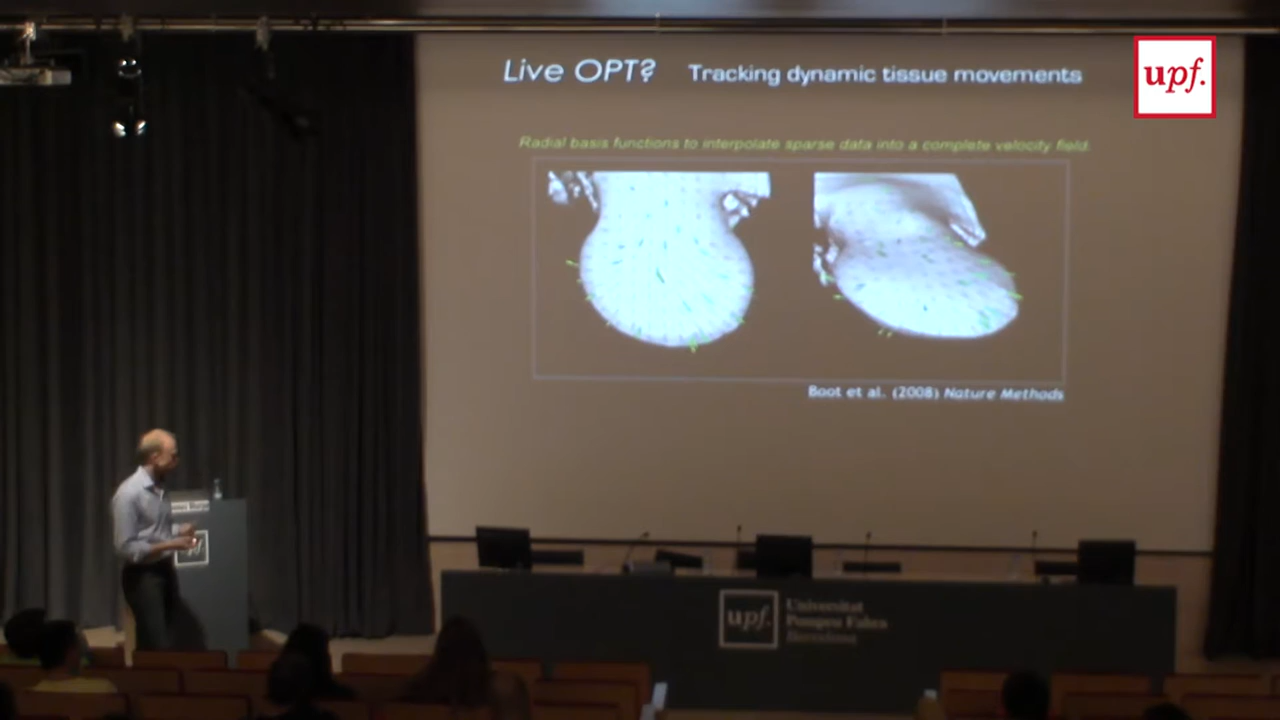 Live OPT? Tracking dynamic tissue movements
upf.
Radial basis functions to interpolate sparse data into a complete velocity field.
Boot et al. (2008) Nature Methods
upf.
upf.
Universitat
Pompeu Fabra
Barcelona